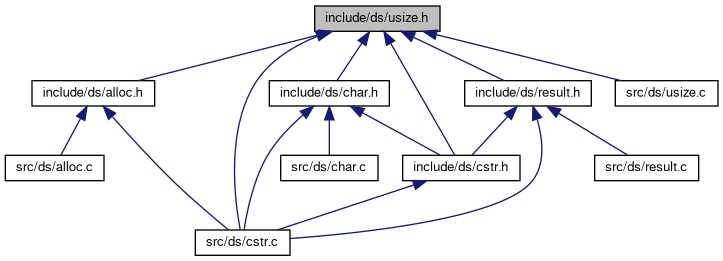 include/ds/usize.h
include/ds/alloc.h
include/ds/char.h
include/ds/result.h
src/ds/usize.c
src/ds/alloc.c
src/ds/char.c
include/ds/cstr.h
src/ds/result.c
src/ds/cstr.c